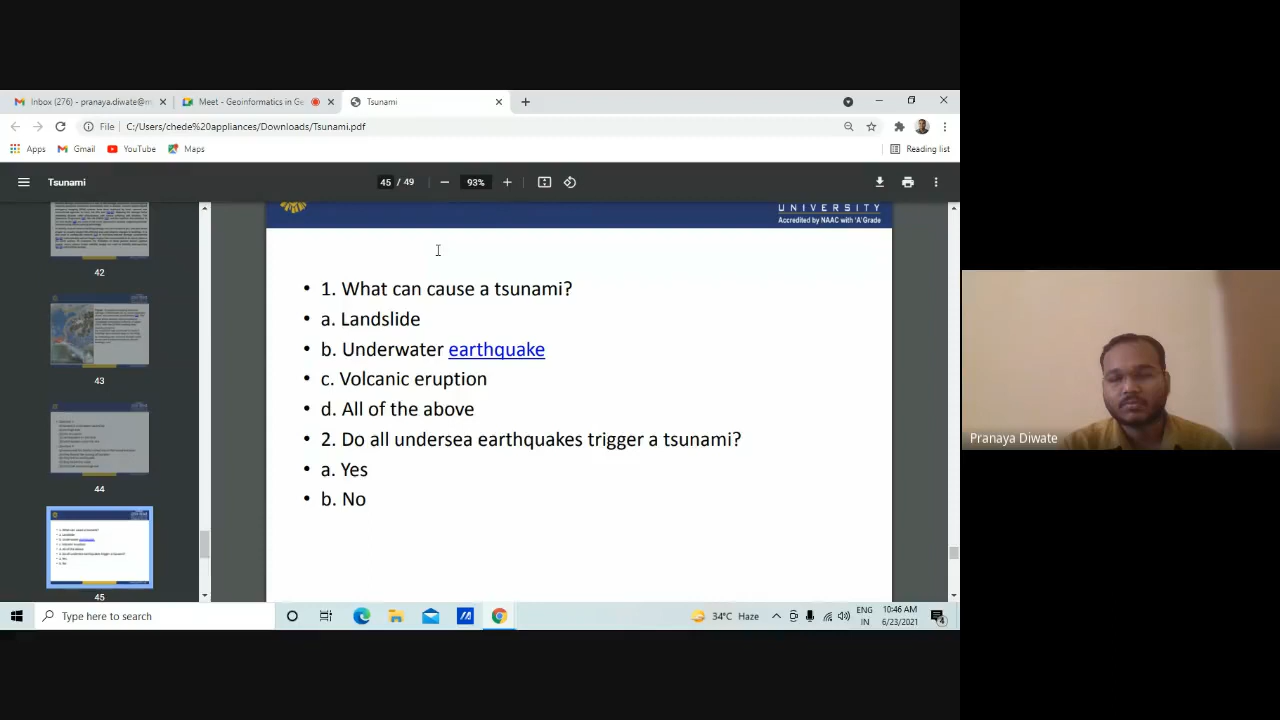 Inbox (276) - pranaya.diwate@m
Meet - Geoinformatics in Ge
Tsunami
File
C:/Users/chede%20appliances/Downloads/Tsunami.pdf
Apps
Gmail
YouTube
Maps
Reading list
Tsunami
45 / 49
93%
UNIVERSITY
Accredited by NAAC with 'A' Grade
42
43
44
45
• 1. What can cause a tsunami?
• a. Landslide
• b. Underwater earthquake
• c. Volcanic eruption
• d. All of the above
• 2. Do all undersea earthquakes trigger a tsunami?
• a. Yes
• b. No
Pranaya Diwate
Type here to search
34°C Haze
ENG
IN
10:46 AM
6/23/2021
4